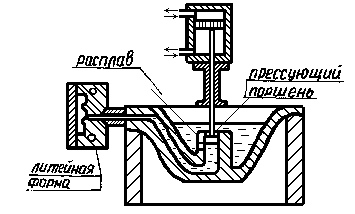 расплав
прессующий
поршень
литейная
форма